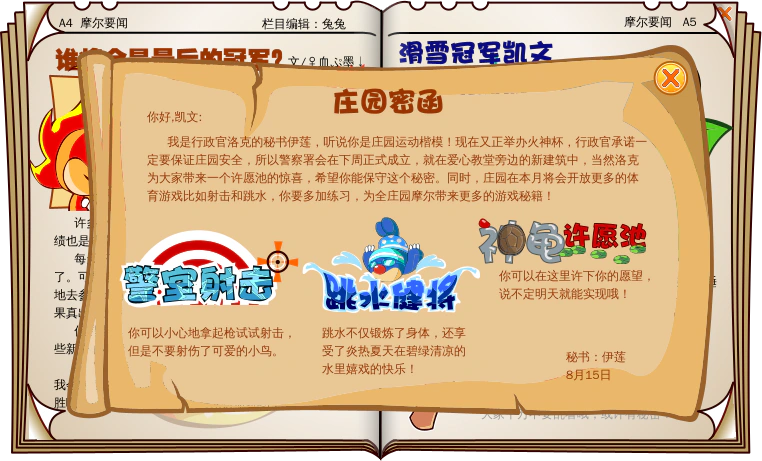 A4 摩尔要闻
栏目编辑：兔兔
摩尔要闻 A5
滑雪冠军凯文
庄园密函
你好,凯文:
我是行政官洛克的秘书伊莲，听说你是庄园运动楷模！现在又正举办火神杯，行政官承诺一
定要保证庄园安全，所以警察署会在下周正式成立，就在爱心教堂旁边的新建筑中，当然洛克
为大家带来一个许愿池的惊喜，希望你能保守这个秘密。同时，庄园在本月将会开放更多的体
育游戏比如射击和跳水，你要多加练习，为全庄园摩尔带来更多的游戏秘籍！
警室射击
跳水健将
神龟许愿池
你可以在这里许下你的愿望，
说不定明天就能实现哦！
你可以小心地拿起枪试试射击，
但是不要射伤了可爱的小鸟。
跳水不仅锻炼了身体，还享
受了炎热夏天在碧绿清凉的
水里嬉戏的快乐！
秘书：伊莲
8月15日